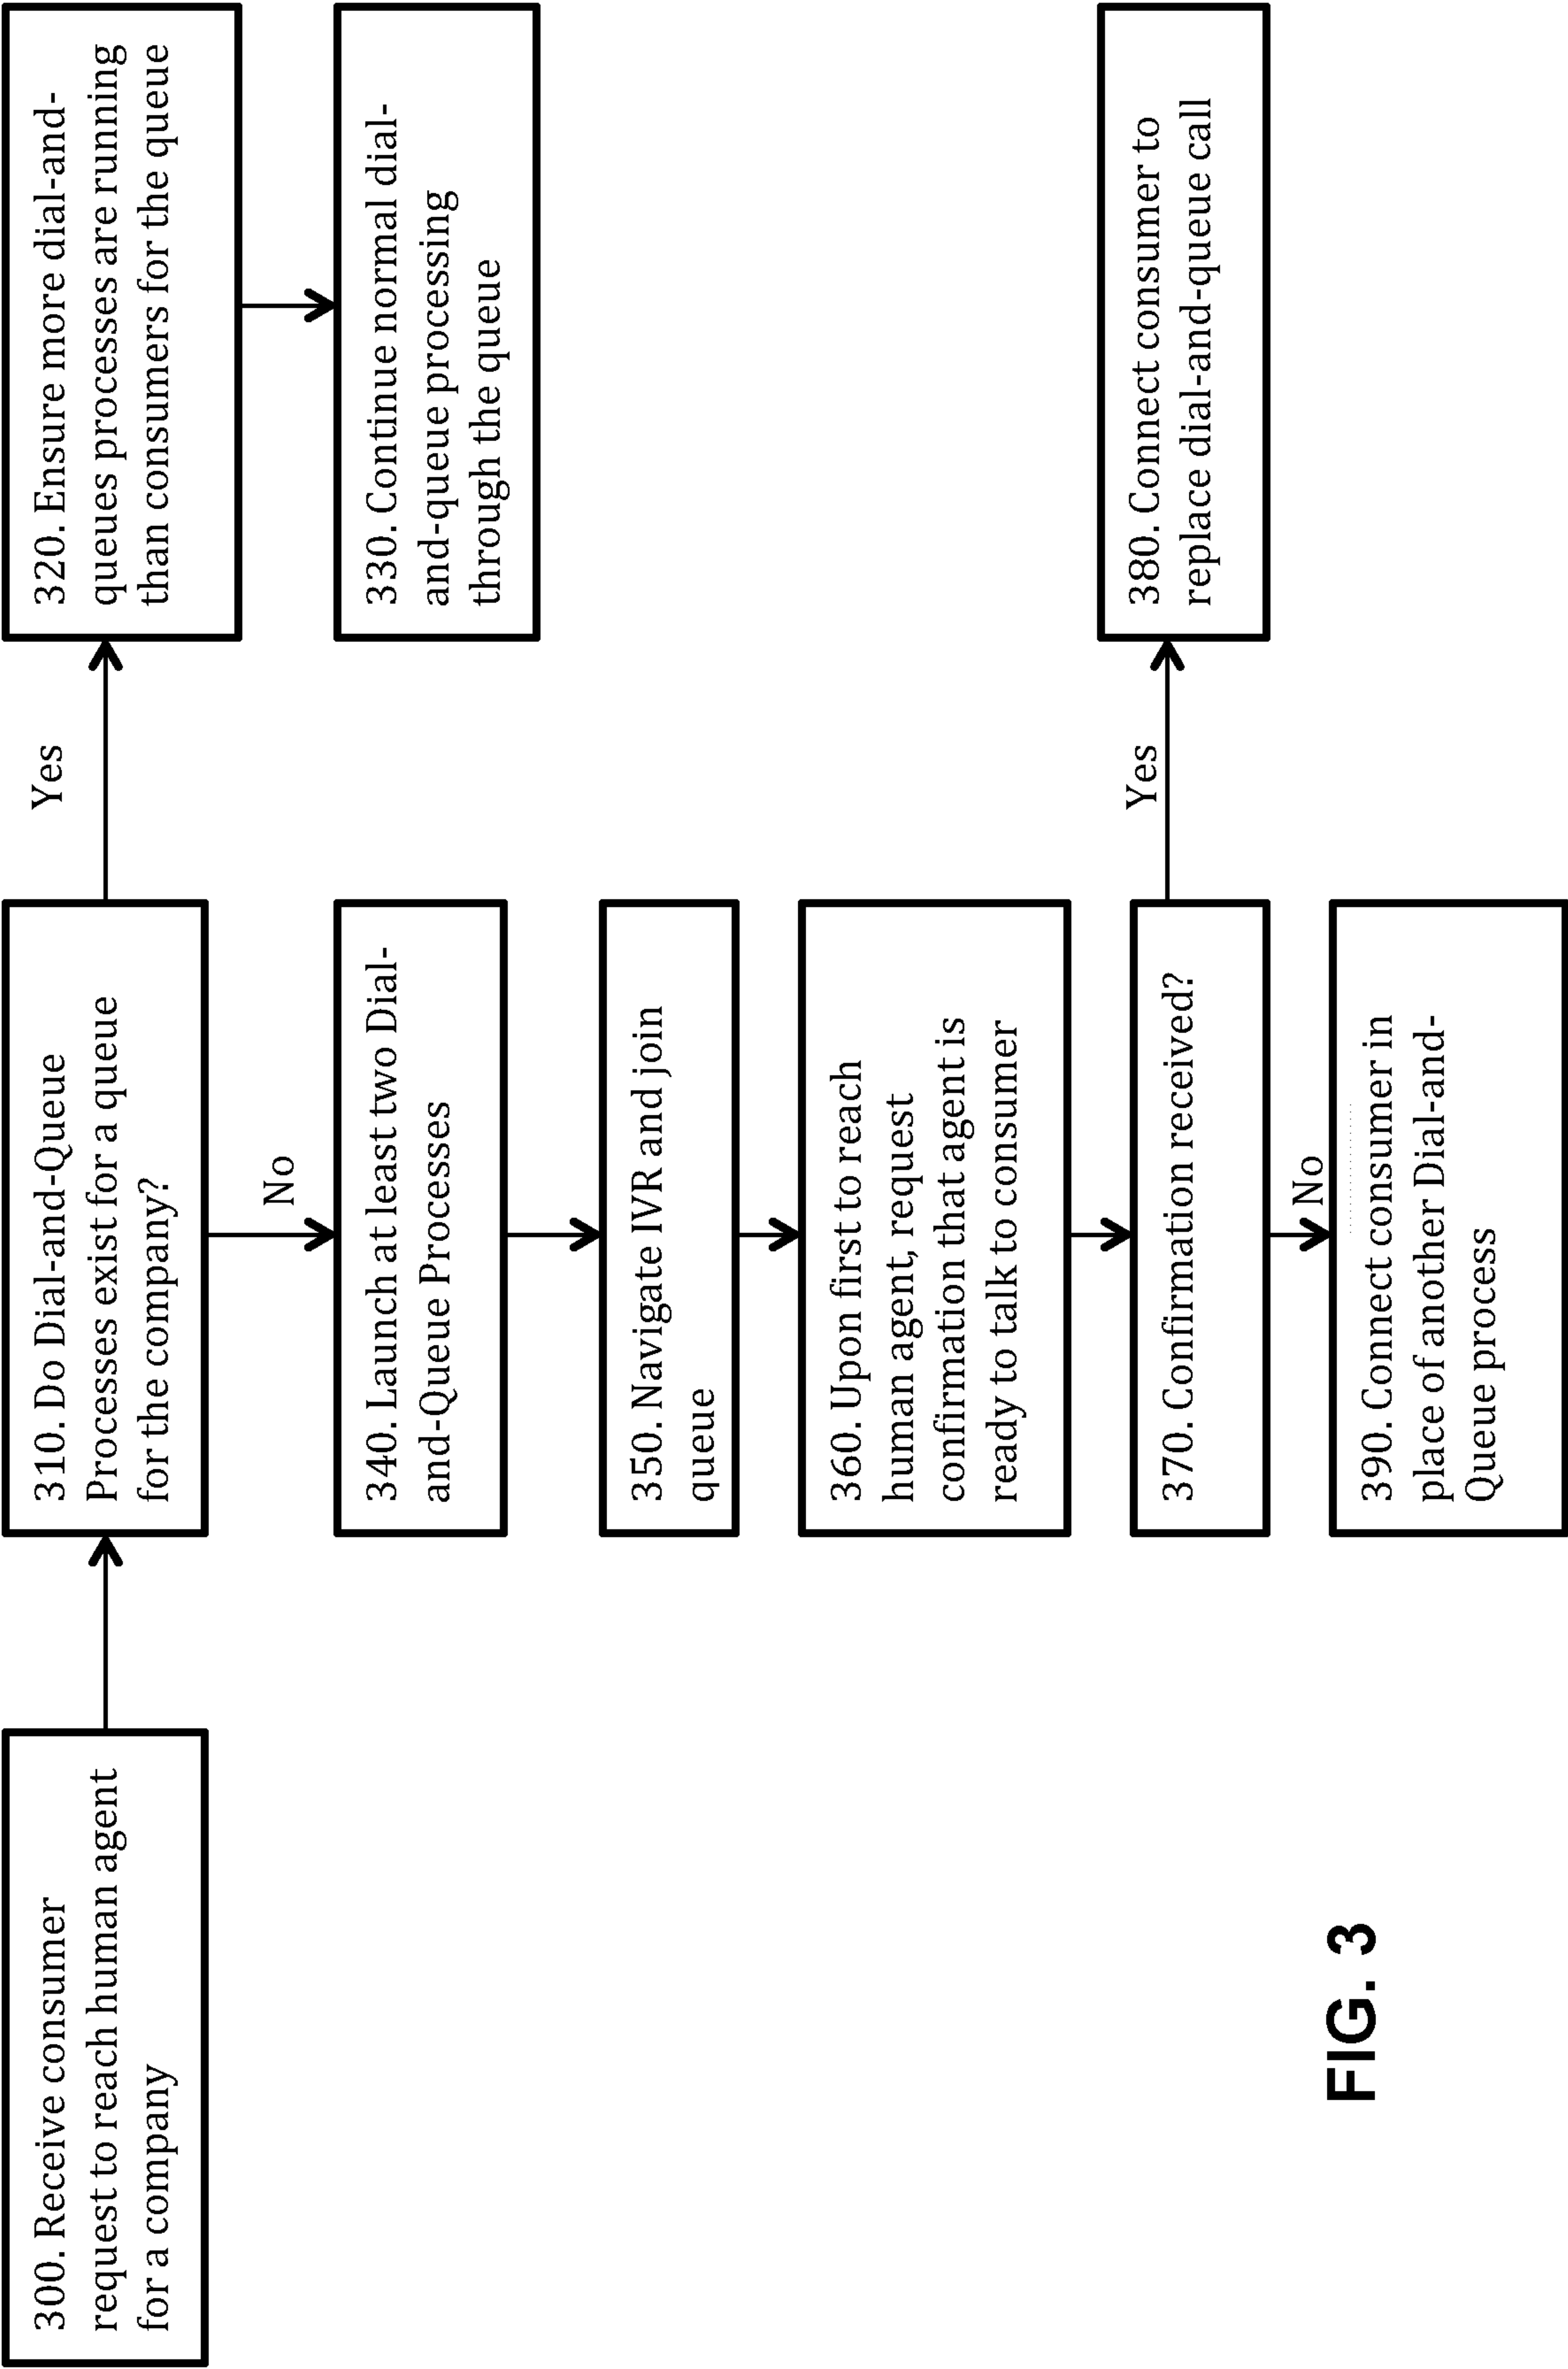 300. Receive consumer
request to reach human agent
for a company
310. Do Dial-and-Queue
Processes exist for a queue
for the company?
Yes
320. Ensure more dial-and-
queues processes are running
than consumers for the queue
330. Continue normal dial-
and-queue processing
through the queue
No
340. Launch at least two Dial-
and-Queue Processes
350. Navigate IVR and join
queue
360. Upon first to reach
human agent, request
confirmation that agent is
ready to talk to consumer
370. Confirmation received?
Yes
380. Connect consumer to
replace dial-and-queue call
No
390. Connect consumer in
place of another Dial-and-
Queue process
FIG. 3